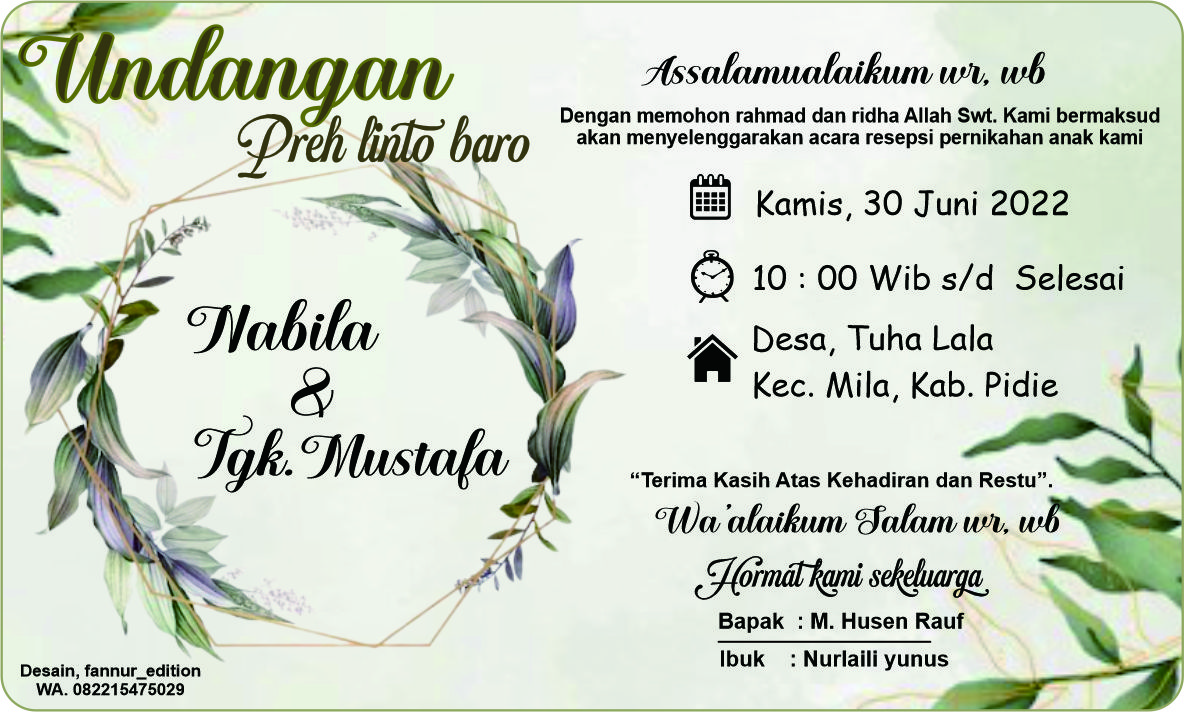 Undangan
Preh linto baro
Nabila
&
Tgk. Mustafa
Desain, fannur_edition
WA. 082215475029
Assalamualaikum wr, wb
Dengan memohon rahmad dan ridha Allah Swt. Kami bermaksud
akan menyelenggarakan acara resepsi pernikahan anak kami
Kamis, 30 Juni 2022
10 : 00 Wib s/d Selesai
Desa, Tuha Lala
Kec. Mila, Kab. Pidie
“Terima Kasih Atas Kehadiran dan Restu”.
Wa’alaikum Salam wr, wb
Hormat kami sekeluarga
Bapak : M. Husen Rauf
Ibuk : Nurlaili yunus